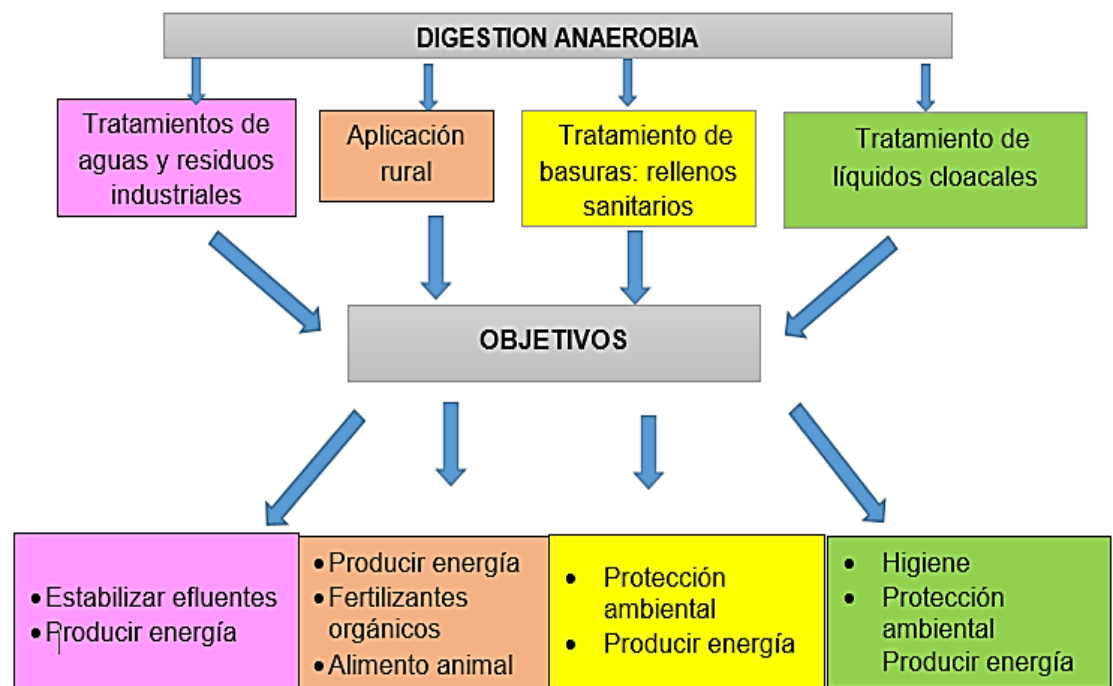 DIGESTION ANAEROBIA
Tratamientos de
aguas y residuos
industriales
Aplicación
rural
Tratamiento de
basuras: rellenos
sanitarios
Tratamiento de
líquidos cloacales
OBJETIVOS
• Estabilizar efluentes
• Producir energía
• Producir energía
• Fertilizantes
orgánicos
• Alimento animal
• Protección
ambiental
• Producir energía
• Higiene
• Protección
ambiental
Producir energía